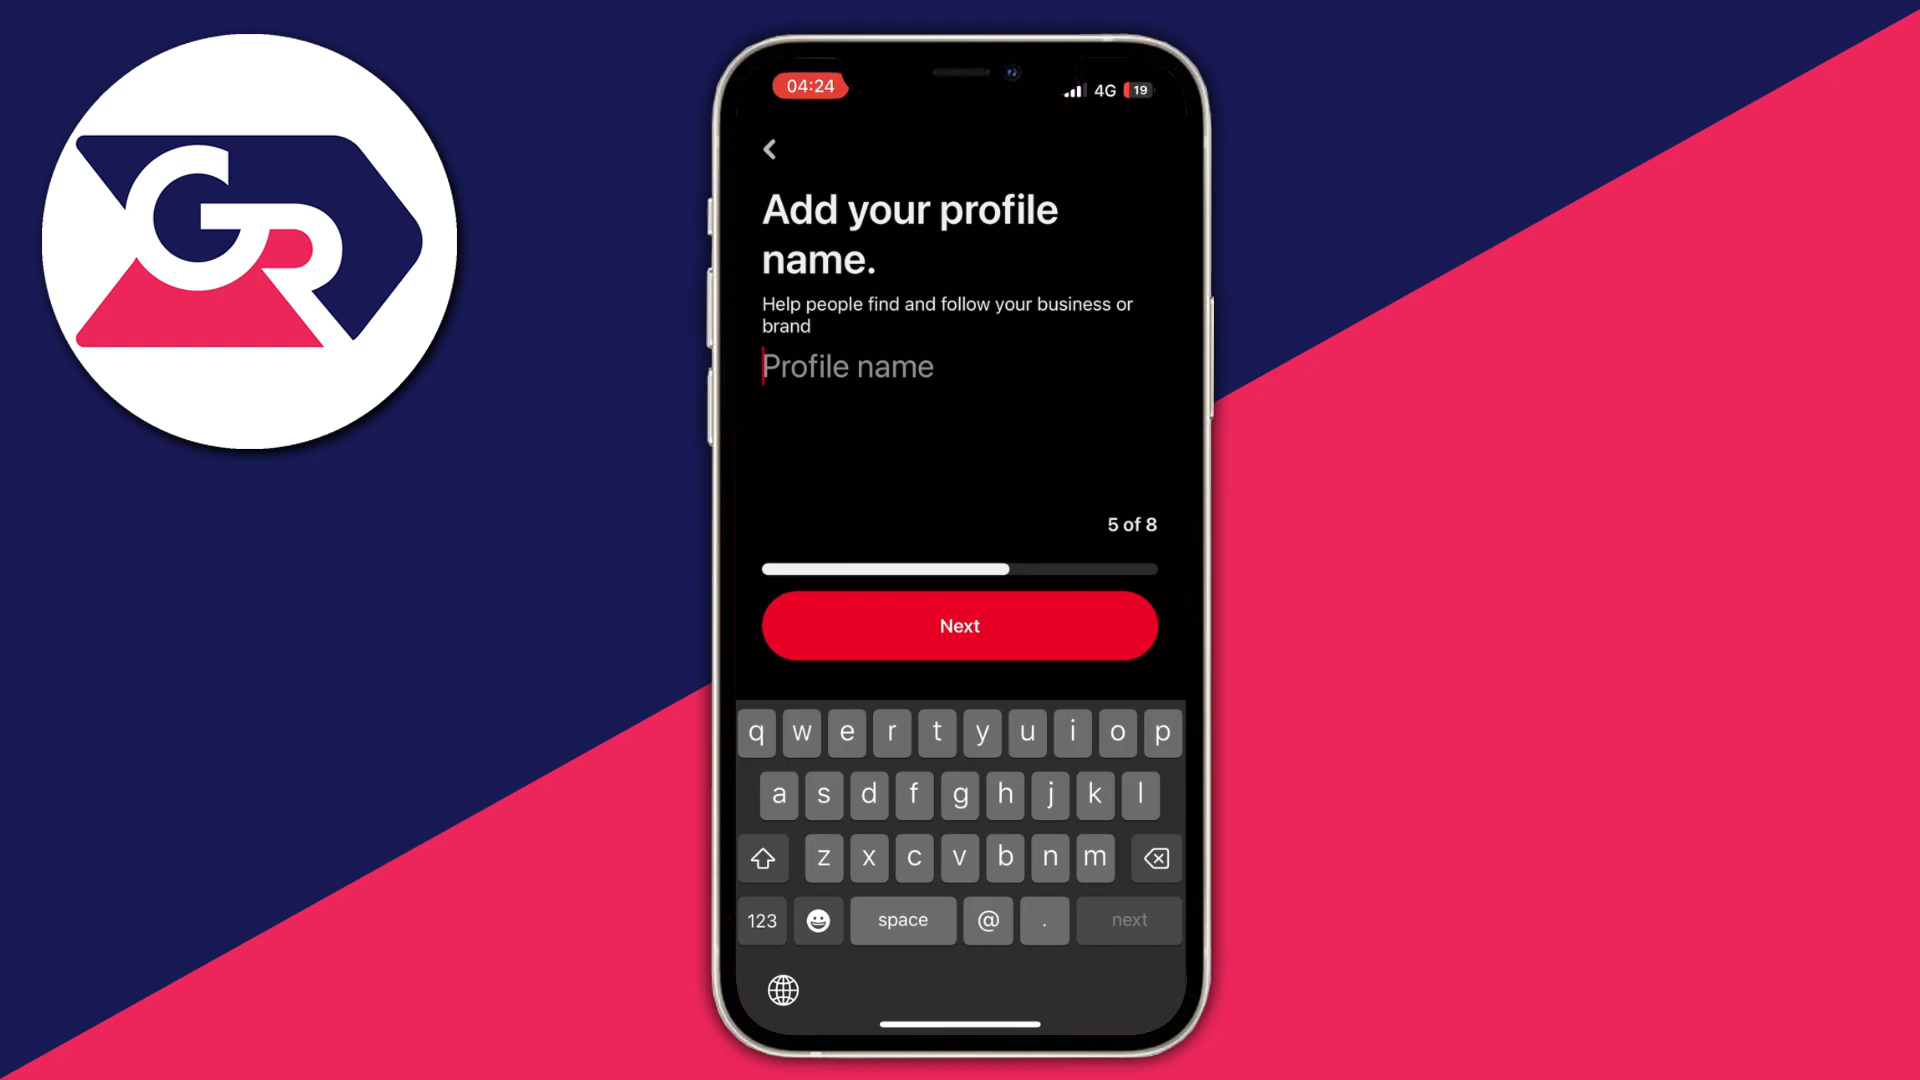 GR
04:24
4G 19
Add your profile
name.
Help people find and follow your business or
brand
Profile name
5 of 8
Next
q w e r t y u i o p
a s d f g h j k l
z x c v b n m
123 space @ . next